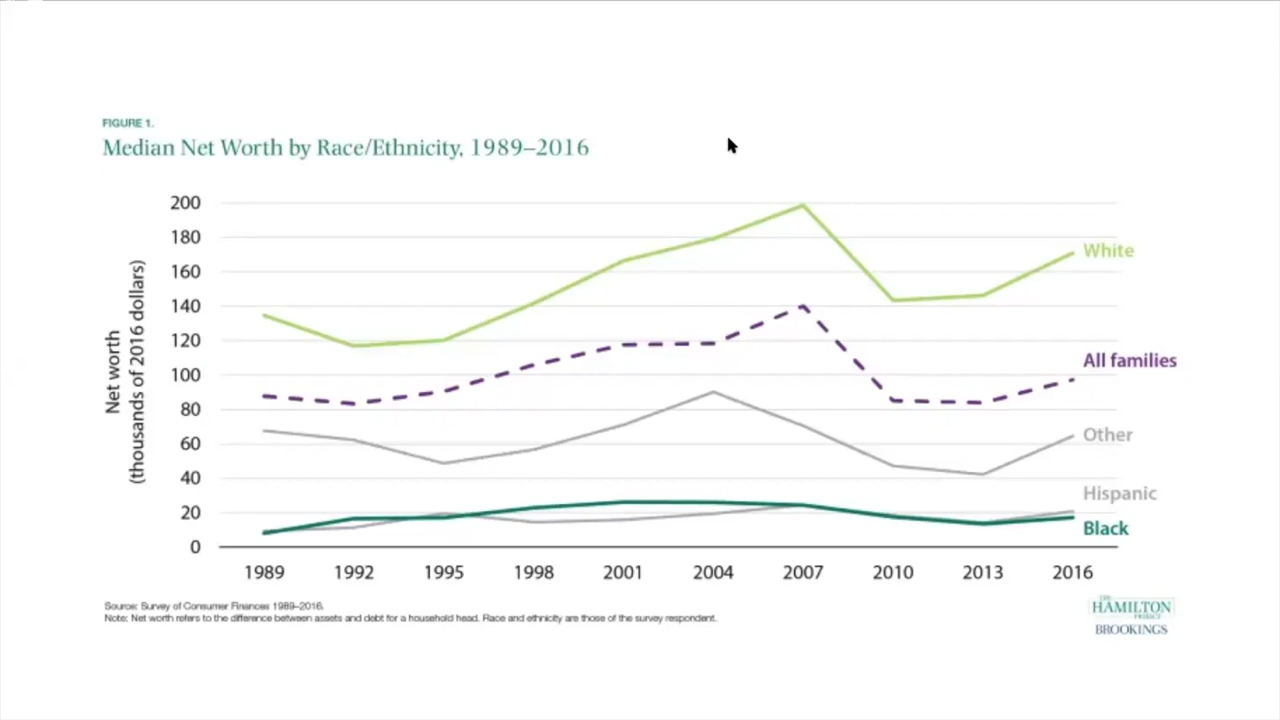 FIGURE 1.
Median Net Worth by Race/Ethnicity, 1989–2016
Net worth
(thousands of 2016 dollars)
200
180
160
140
120
100
80
60
40
20
0
White
All families
Other
Hispanic
Black
1989 1992 1995 1998 2001 2004 2007 2010 2013 2016
Source: Survey of Consumer Finances 1989–2016.
Note: Net worth refers to the difference between assets and debt for a household head. Race and ethnicity are those of the survey respondent.
THE
HAMILTON
PROJECT
BROOKINGS